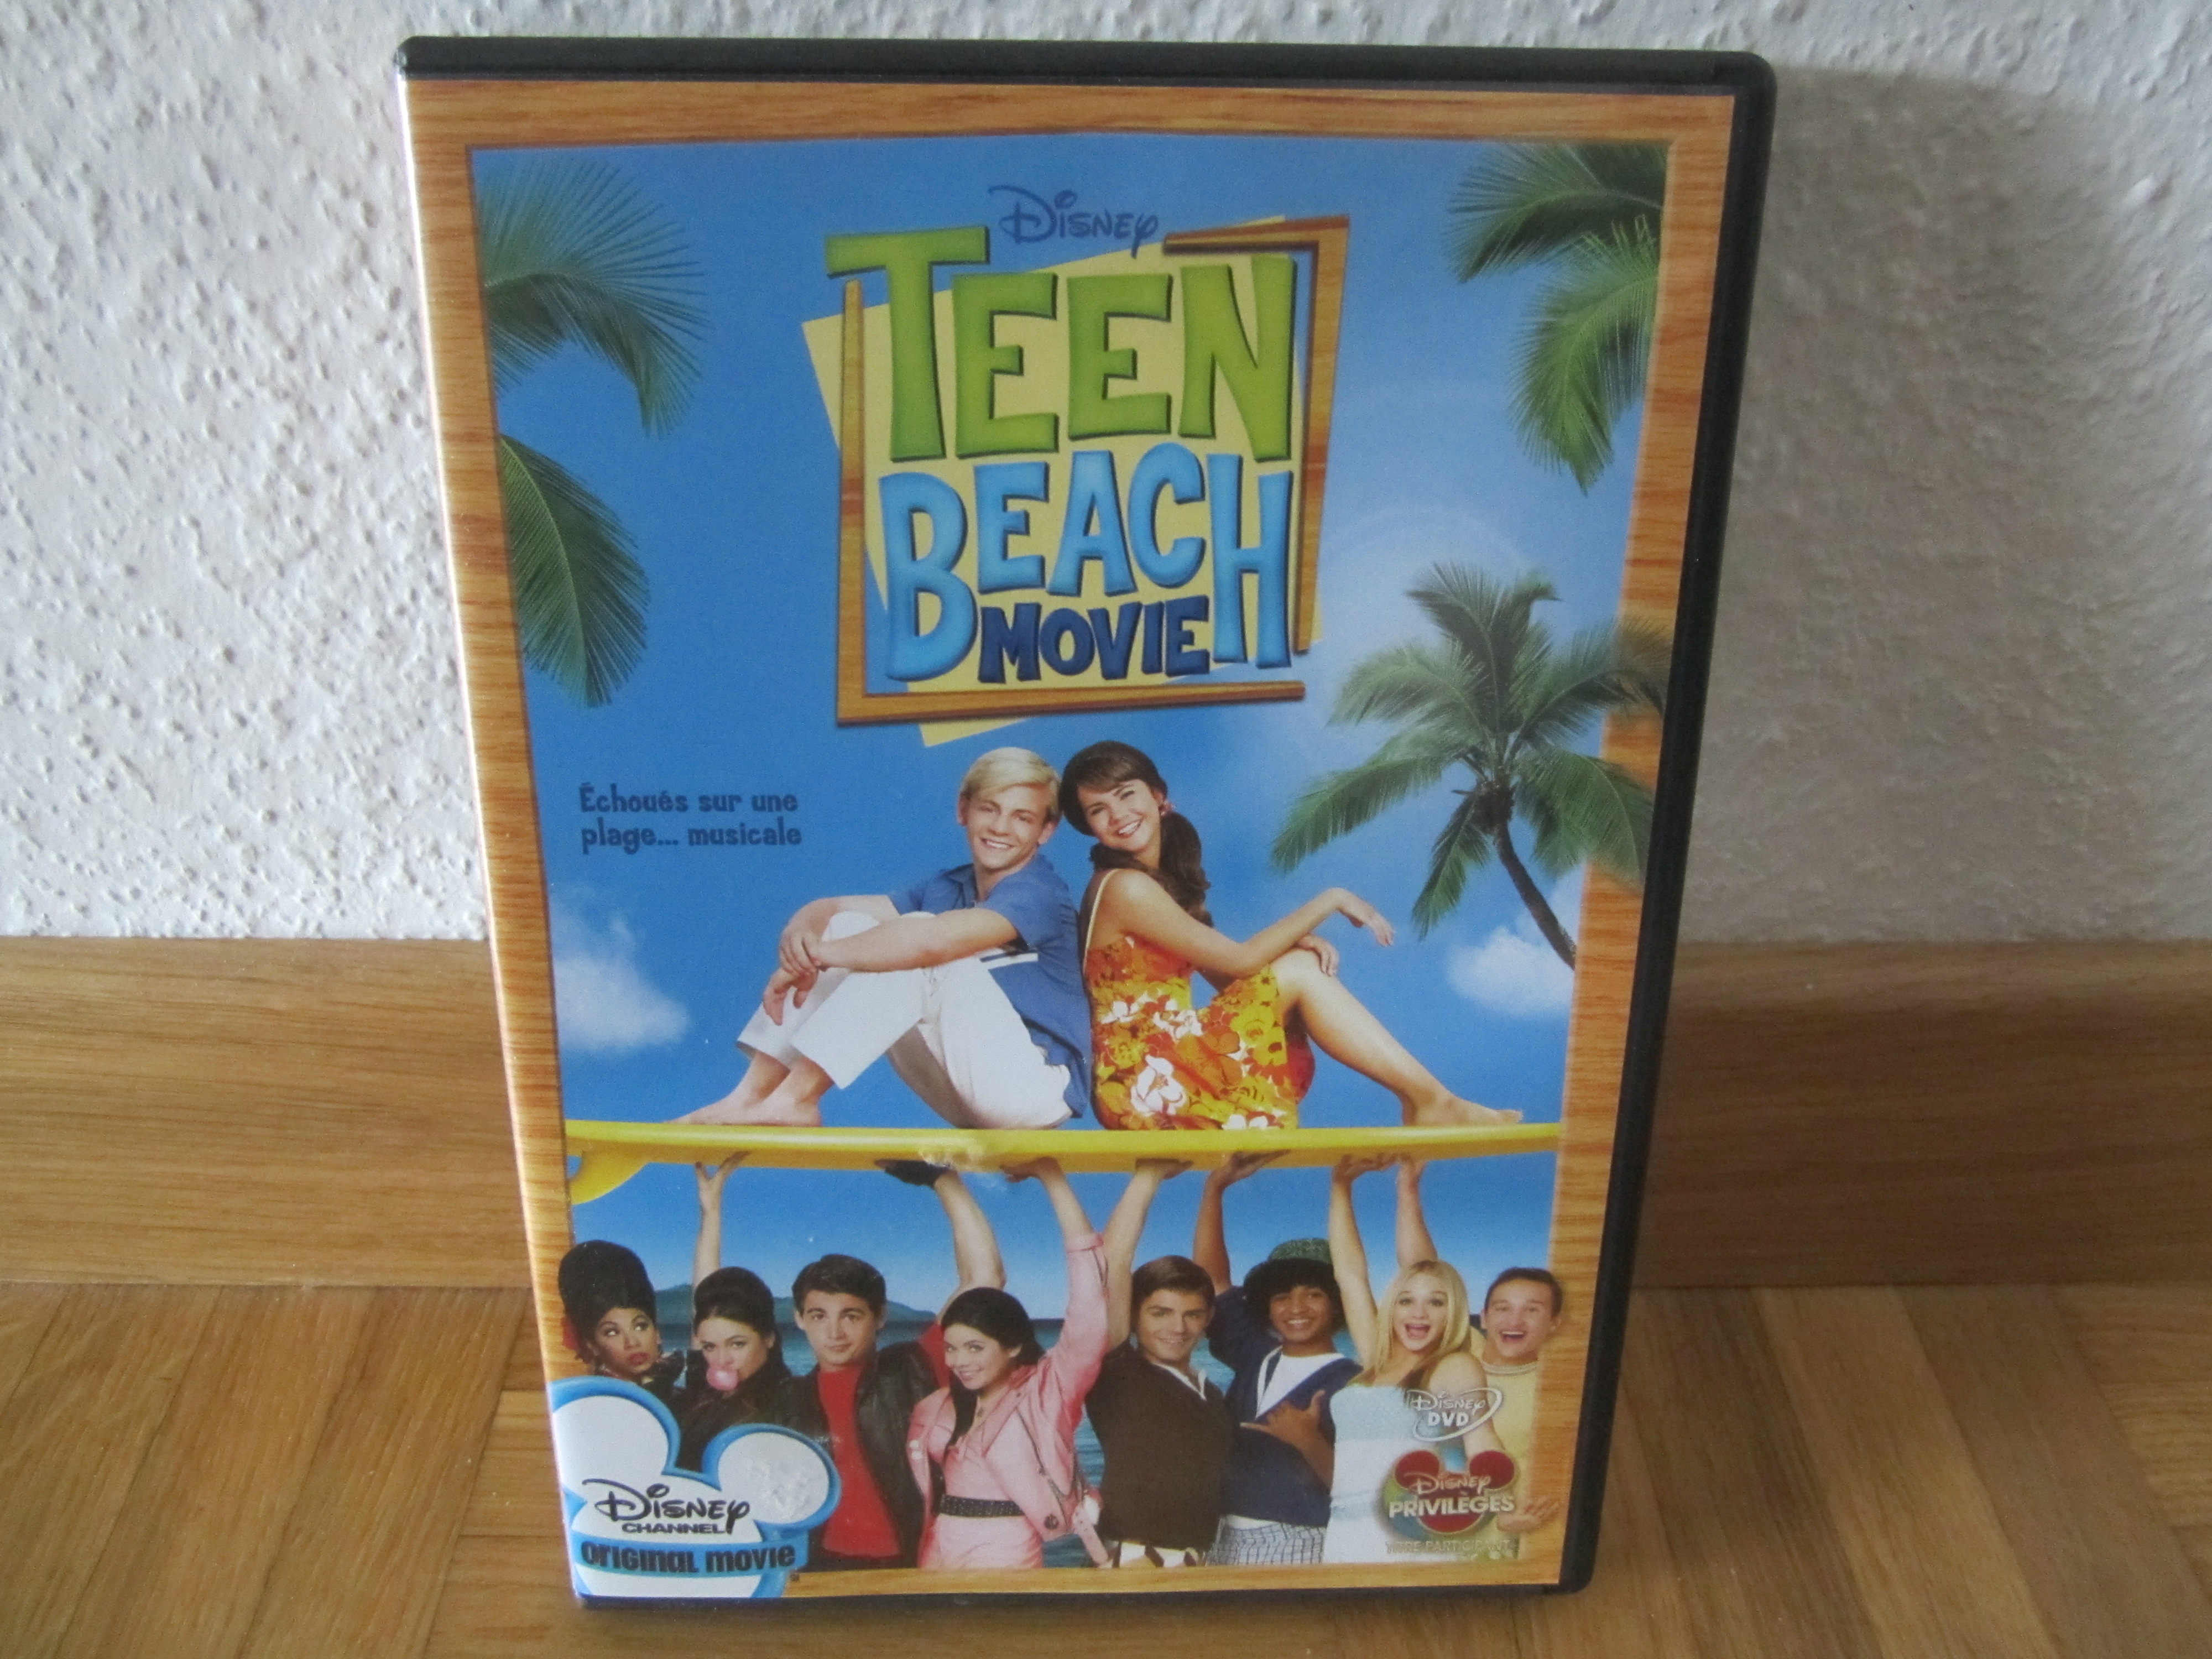 Disney
TEEN
BEACH
MOVIE
Échoués sur une
plage... musicale
Disney
DVD
Disney
PRIVILÈGES
Disney
CHANNEL
ORIGINAL MOVIE